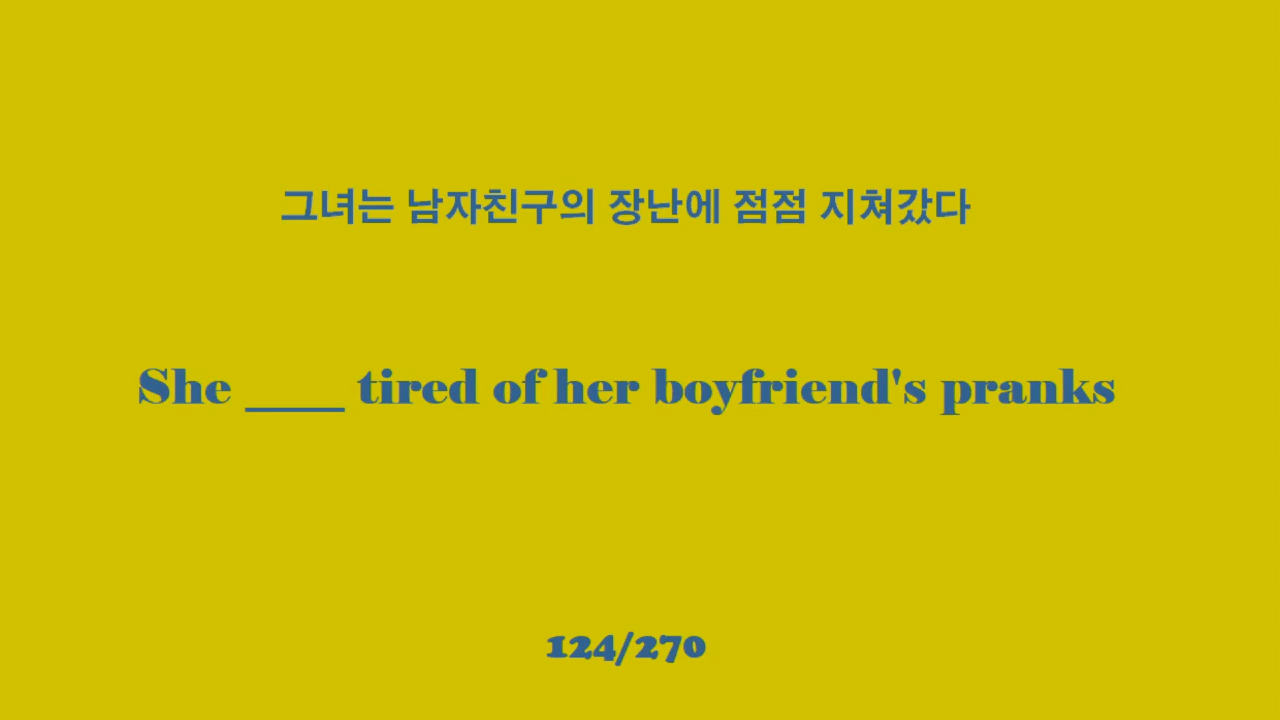 그녀는 남자친구의 장난에 점점 지쳐갔다
She ____ tired of her boyfriend's pranks
124/270